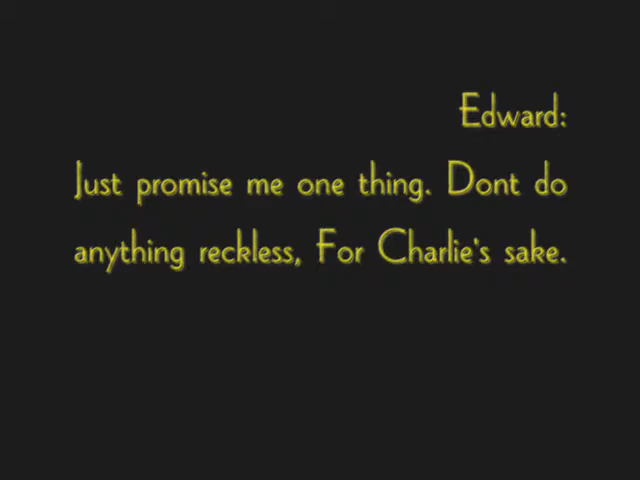 Edward:
Just promise me one thing. Dont do
anything reckless, For Charlie's sake.